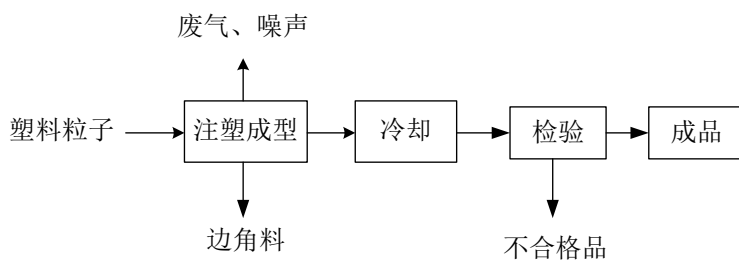 废气、噪声
塑料粒子
注塑成型
冷却
检验
成品
边角料
不合格品